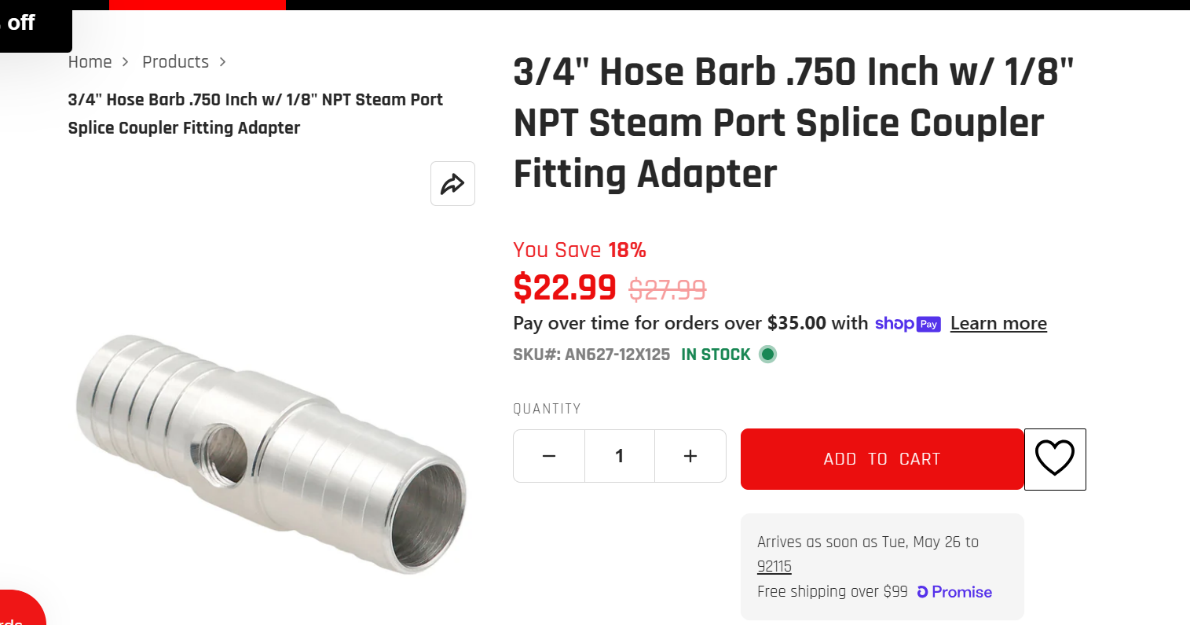 off
Home > Products >
3/4" Hose Barb .750 Inch w/ 1/8" NPT Steam Port
Splice Coupler Fitting Adapter
3/4" Hose Barb .750 Inch w/ 1/8"
NPT Steam Port Splice Coupler
Fitting Adapter
You Save 18%
$22.99 $27.99
Pay over time for orders over $35.00 with shop Pay Learn more
SKU#: AN627-12X125 IN STOCK
QUANTITY
− 1 +
ADD TO CART
Arrives as soon as Tue, May 26 to
92115
Free shipping over $99 Promise